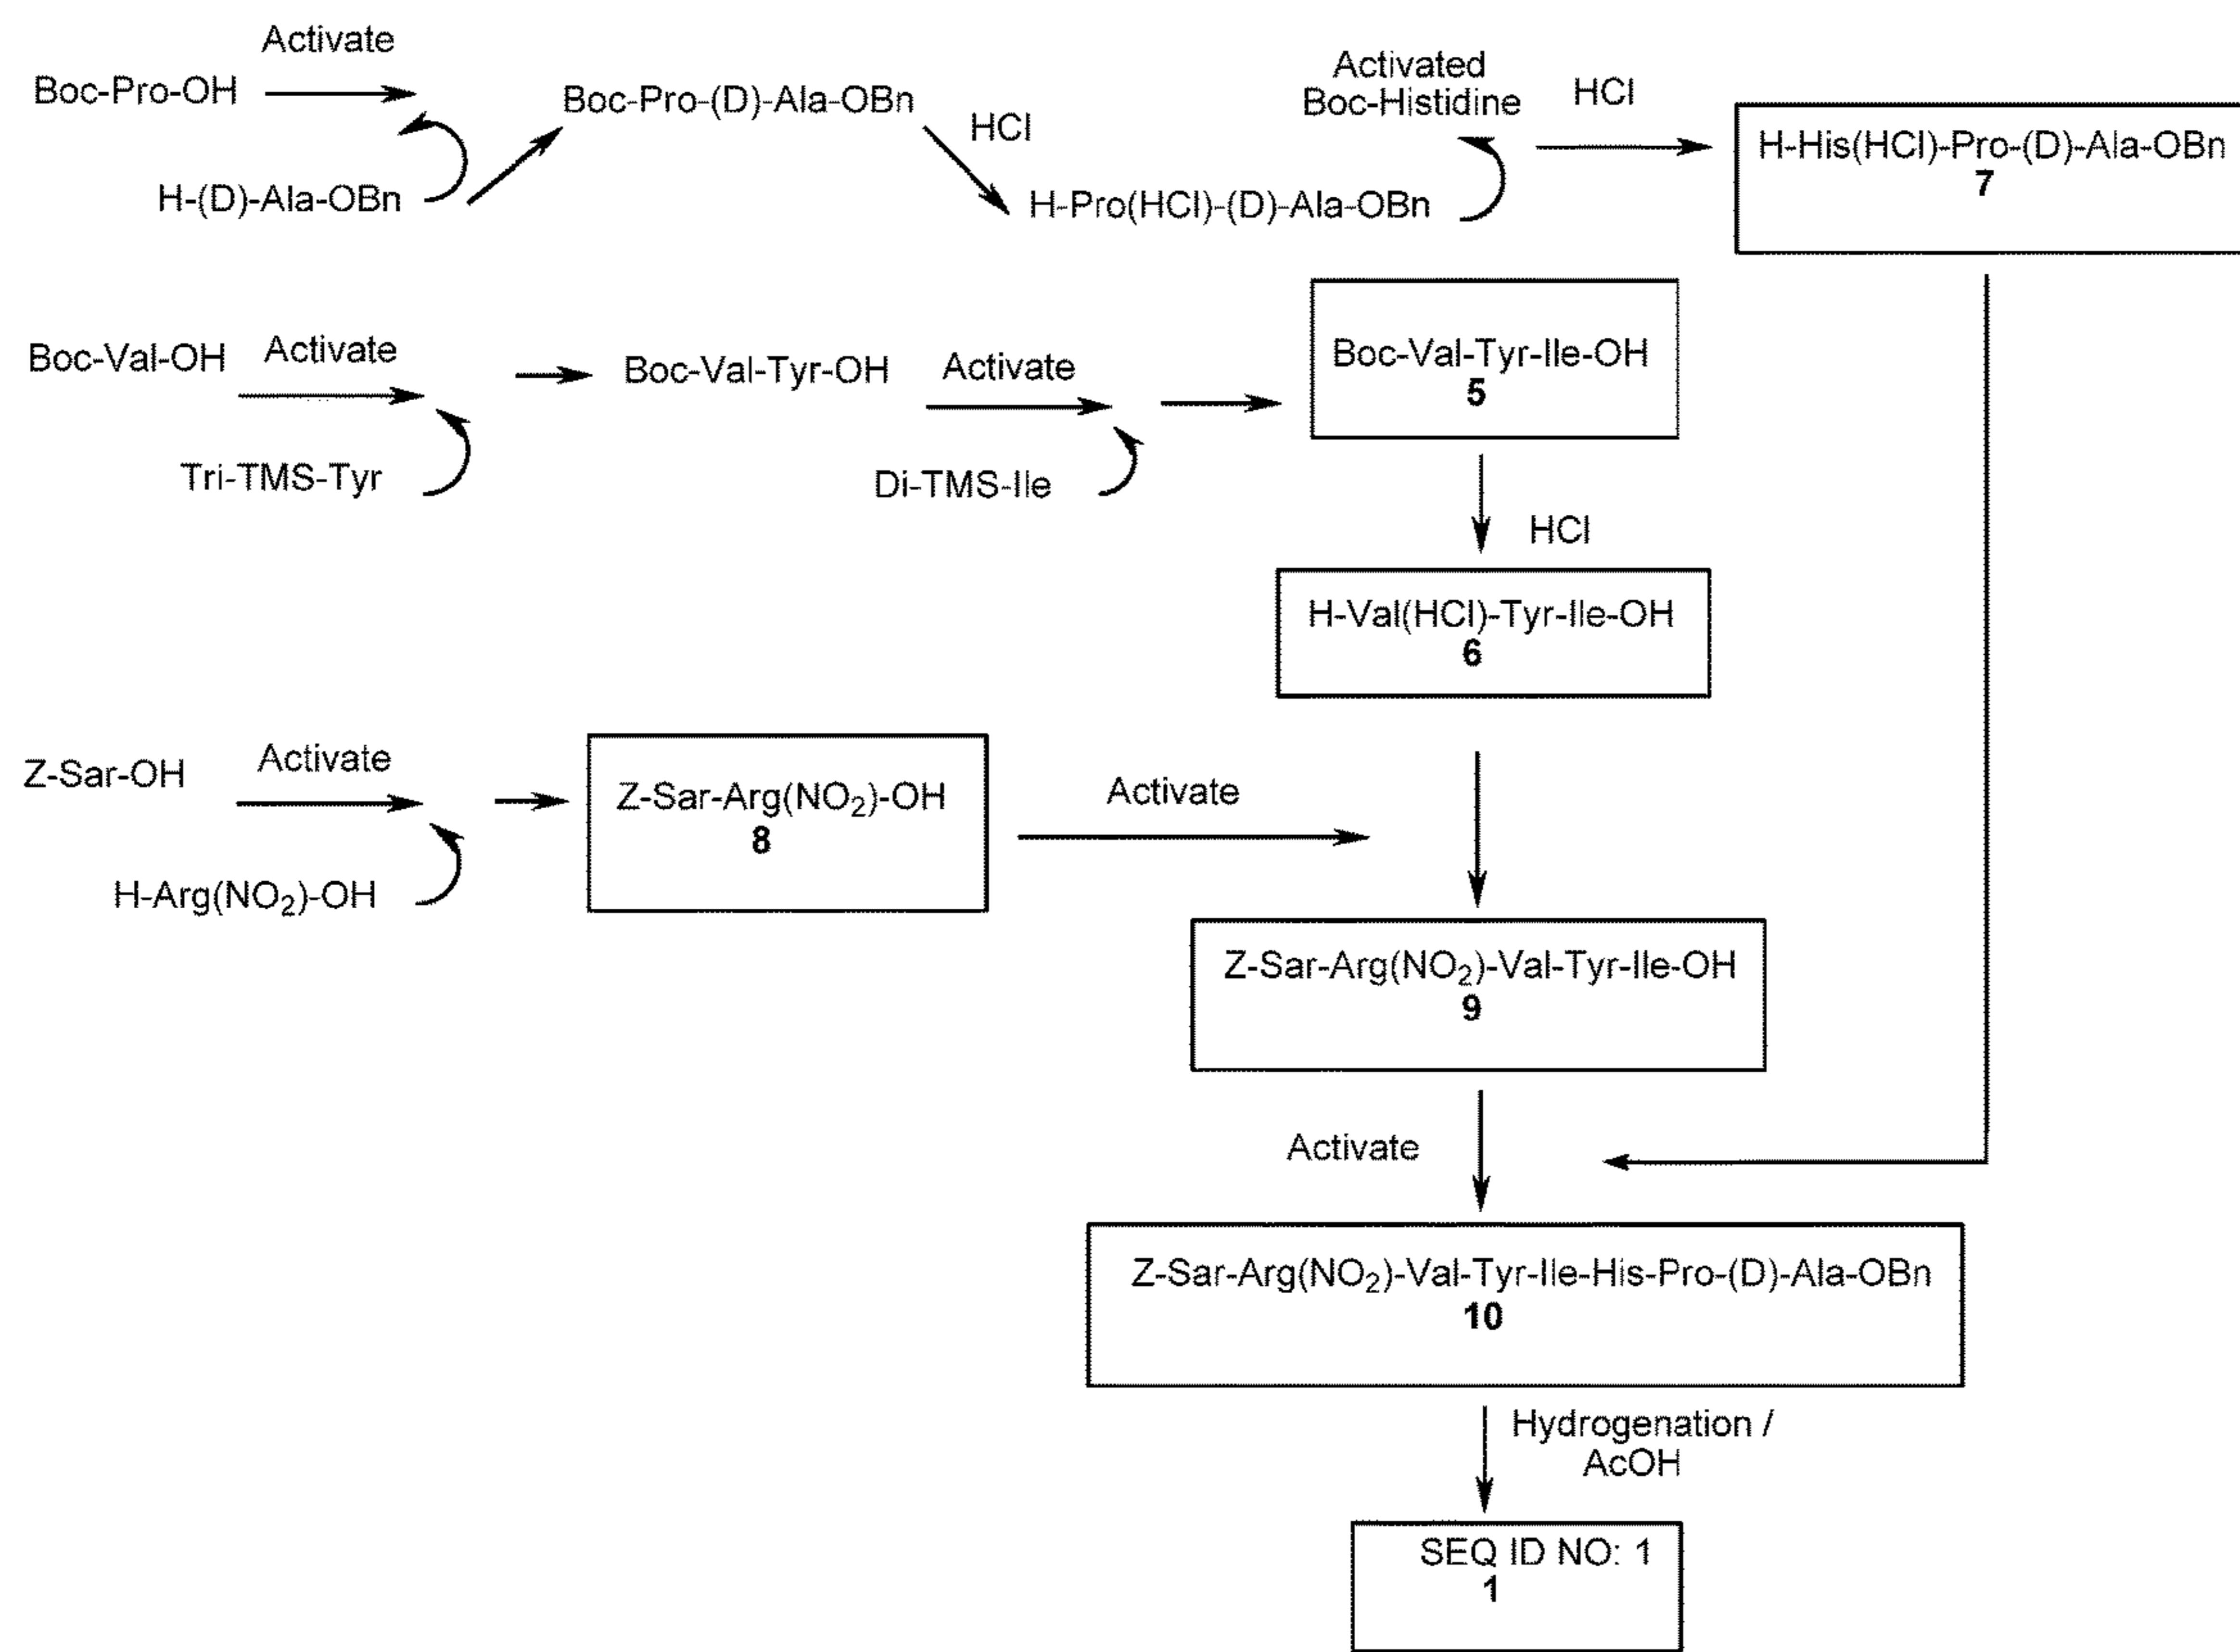 Activate
Boc-Pro-OH
H-(D)-Ala-OBn
Boc-Pro-(D)-Ala-OBn
HCl
H-Pro(HCl)-(D)-Ala-OBn
Activated
Boc-Histidine
HCl
H-His(HCl)-Pro-(D)-Ala-OBn
7
Boc-Val-OH
Activate
Tri-TMS-Tyr
Boc-Val-Tyr-OH
Activate
Di-TMS-Ile
Boc-Val-Tyr-Ile-OH
5
HCl
H-Val(HCl)-Tyr-Ile-OH
6
Z-Sar-OH
Activate
H-Arg(NO₂)-OH
Z-Sar-Arg(NO₂)-OH
8
Activate
Z-Sar-Arg(NO₂)-Val-Tyr-Ile-OH
9
Activate
Z-Sar-Arg(NO₂)-Val-Tyr-Ile-His-Pro-(D)-Ala-OBn
10
Hydrogenation /
AcOH
SEQ ID NO: 1
1